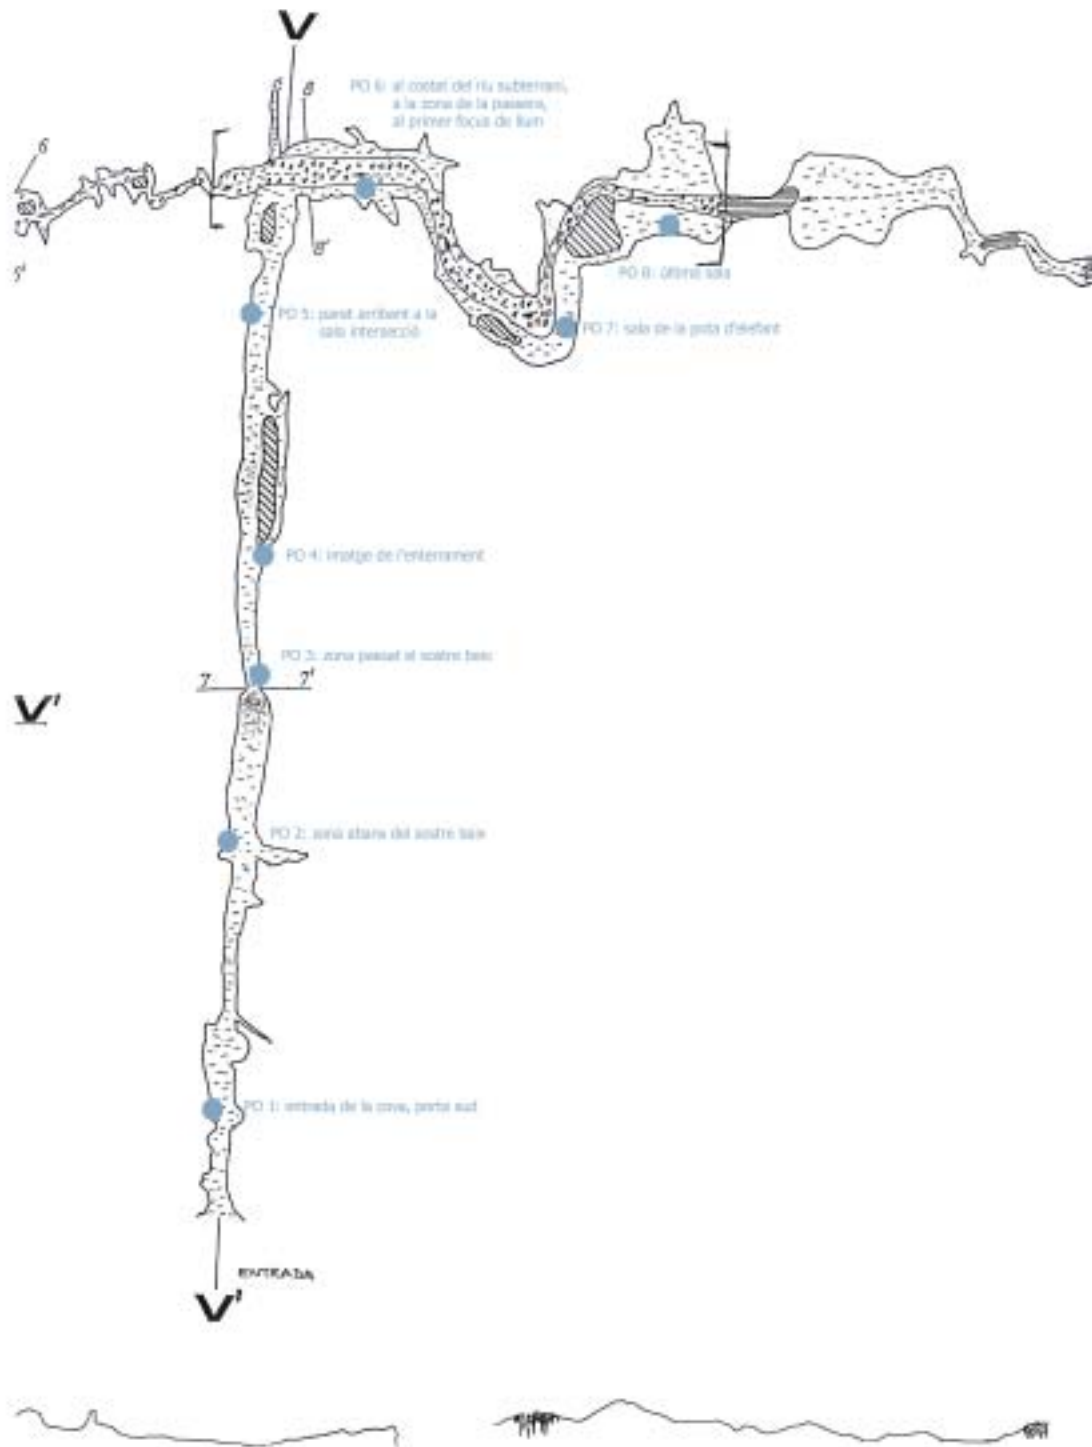 V
PO 6: al costat del riu subterrani,
a la zona de la passera,
al primer focus de llum
6
8
5'
8'
PO 8: última sala
PO 5: paret arribant a la
sala intersecció
PO 7: sala de la pota d'elefant
PO 4: imatge de l'enterrament
PO 3: zona passat el sostre baix
7 7'
V'
PO 2: zona abans del sostre baix
PO 1: entrada de la cova, porta sud
ENTRADA
V'